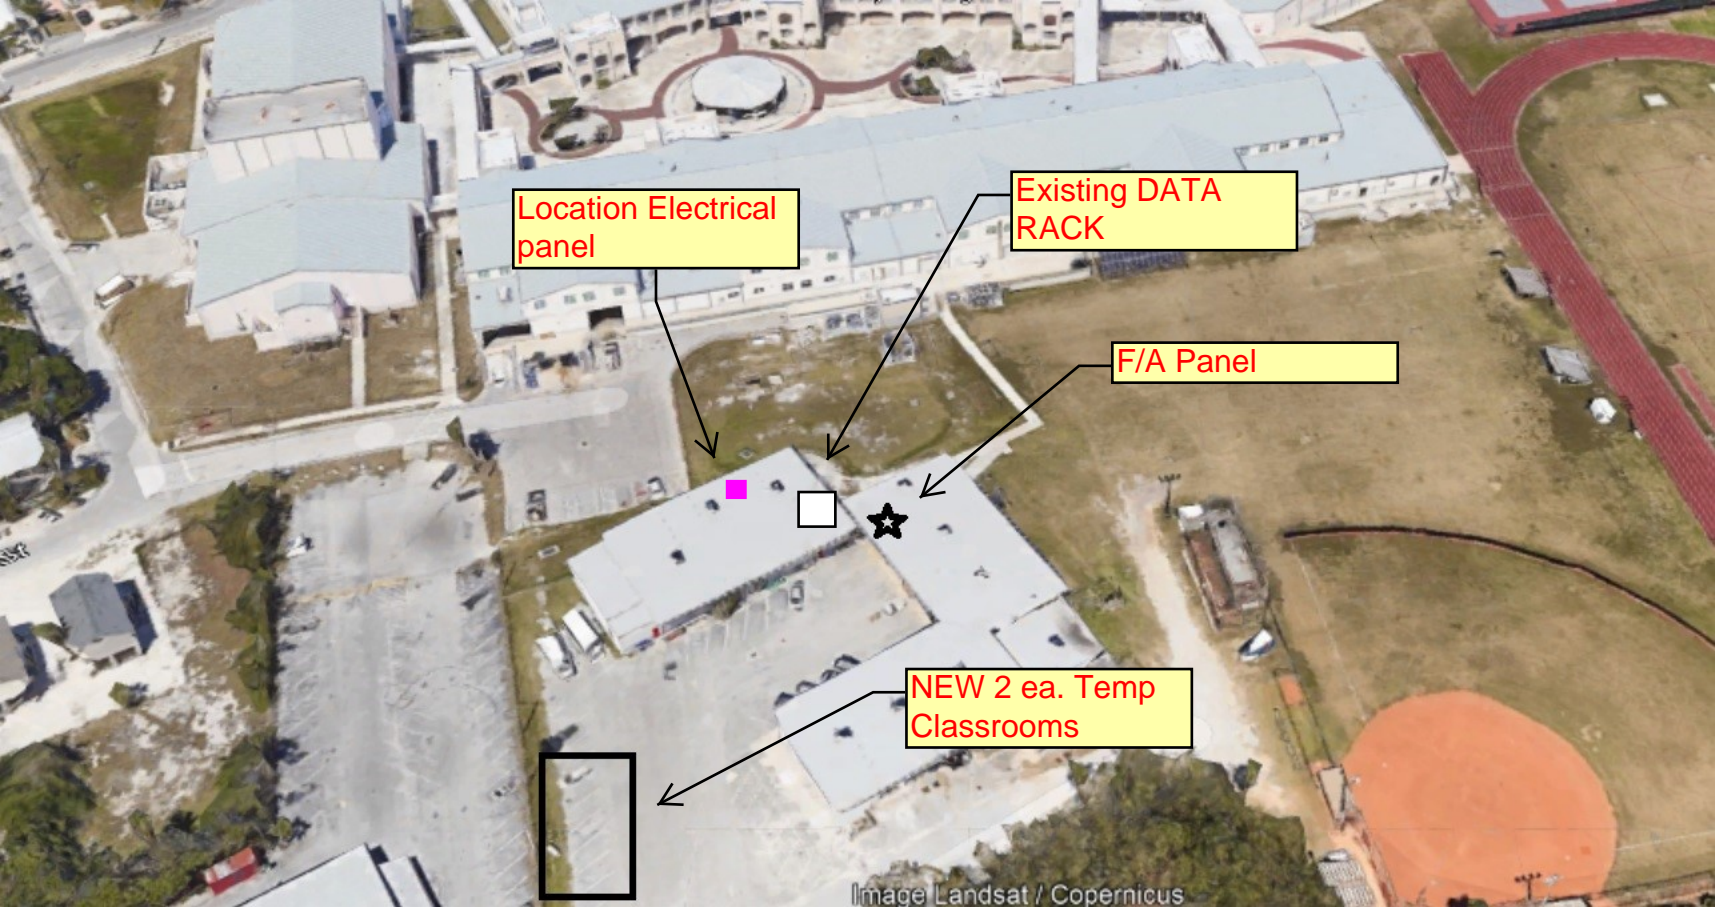 Location Electrical
panel
Existing DATA
RACK
F/A Panel
NEW 2 ea. Temp
Classrooms
Image Landsat / Copernicus